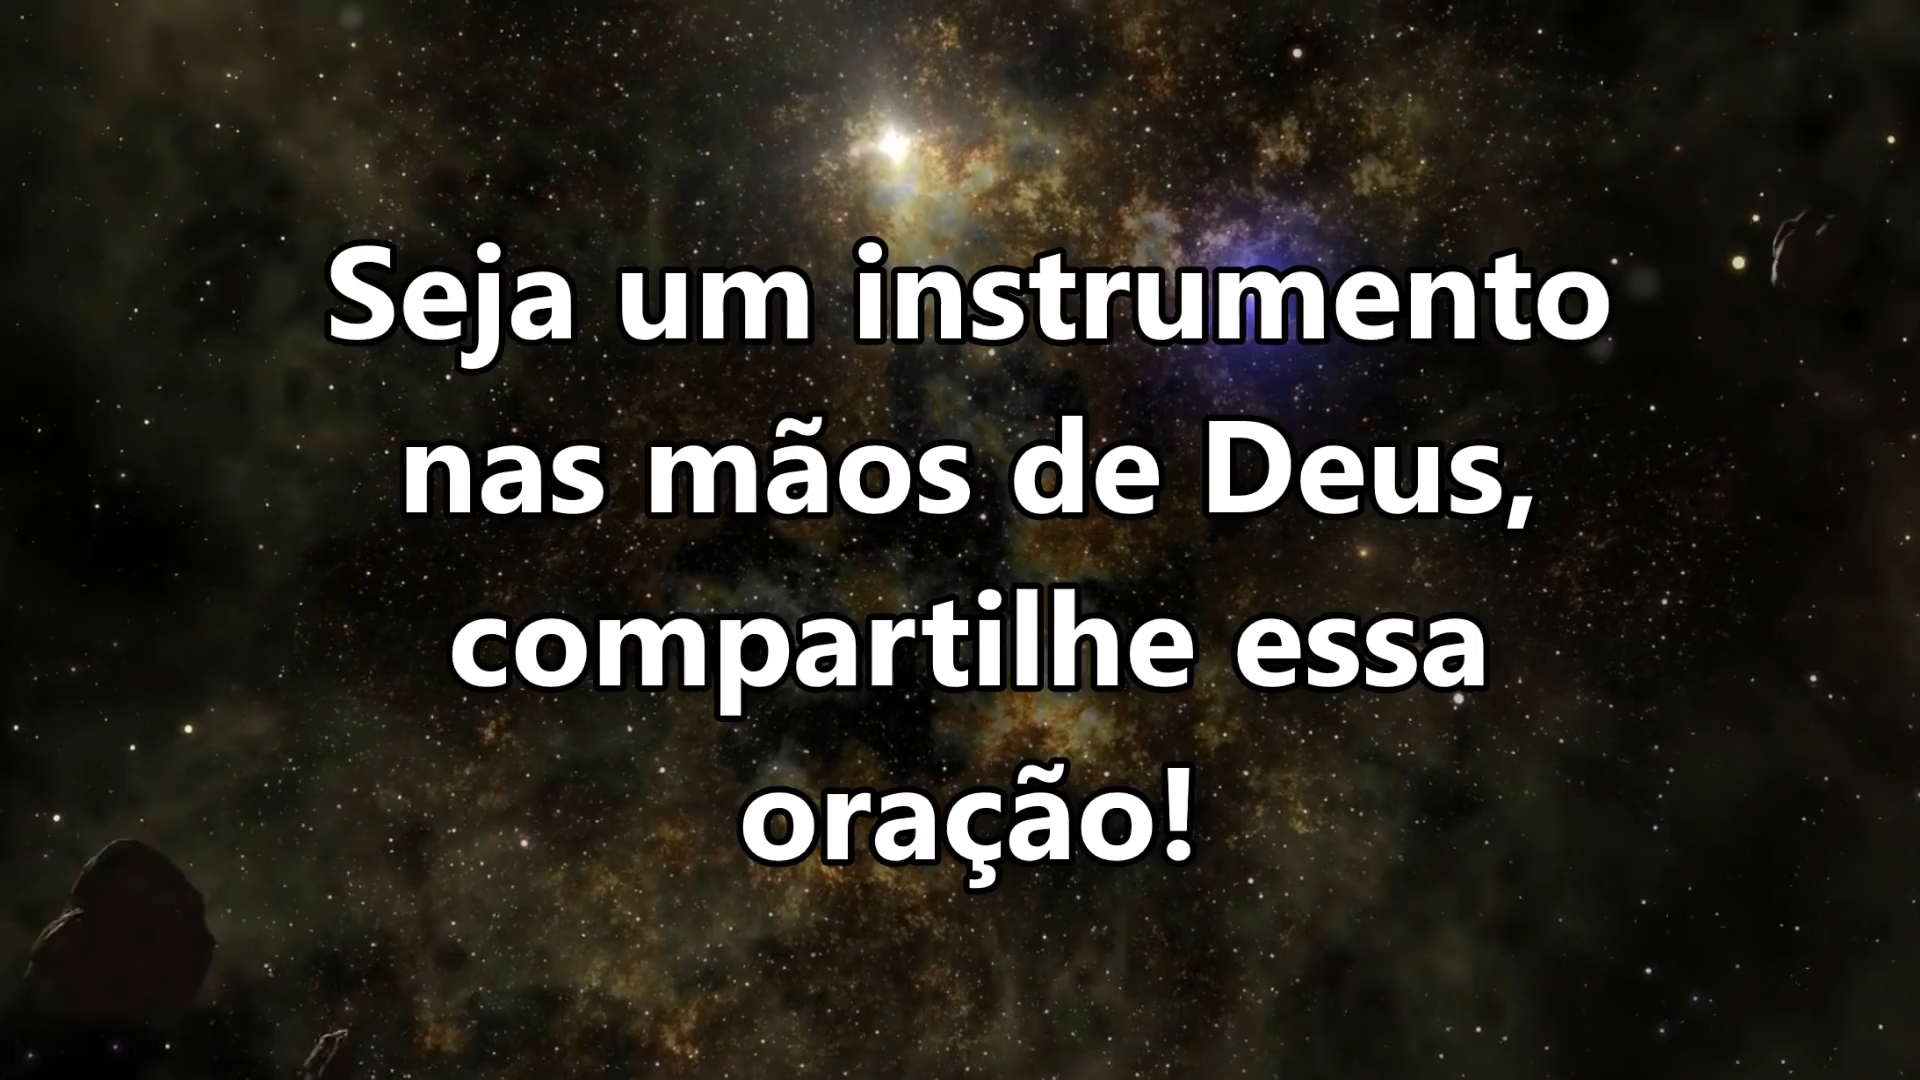 Seja um instrumento
nas mãos de Deus,
compartilhe essa
oração!